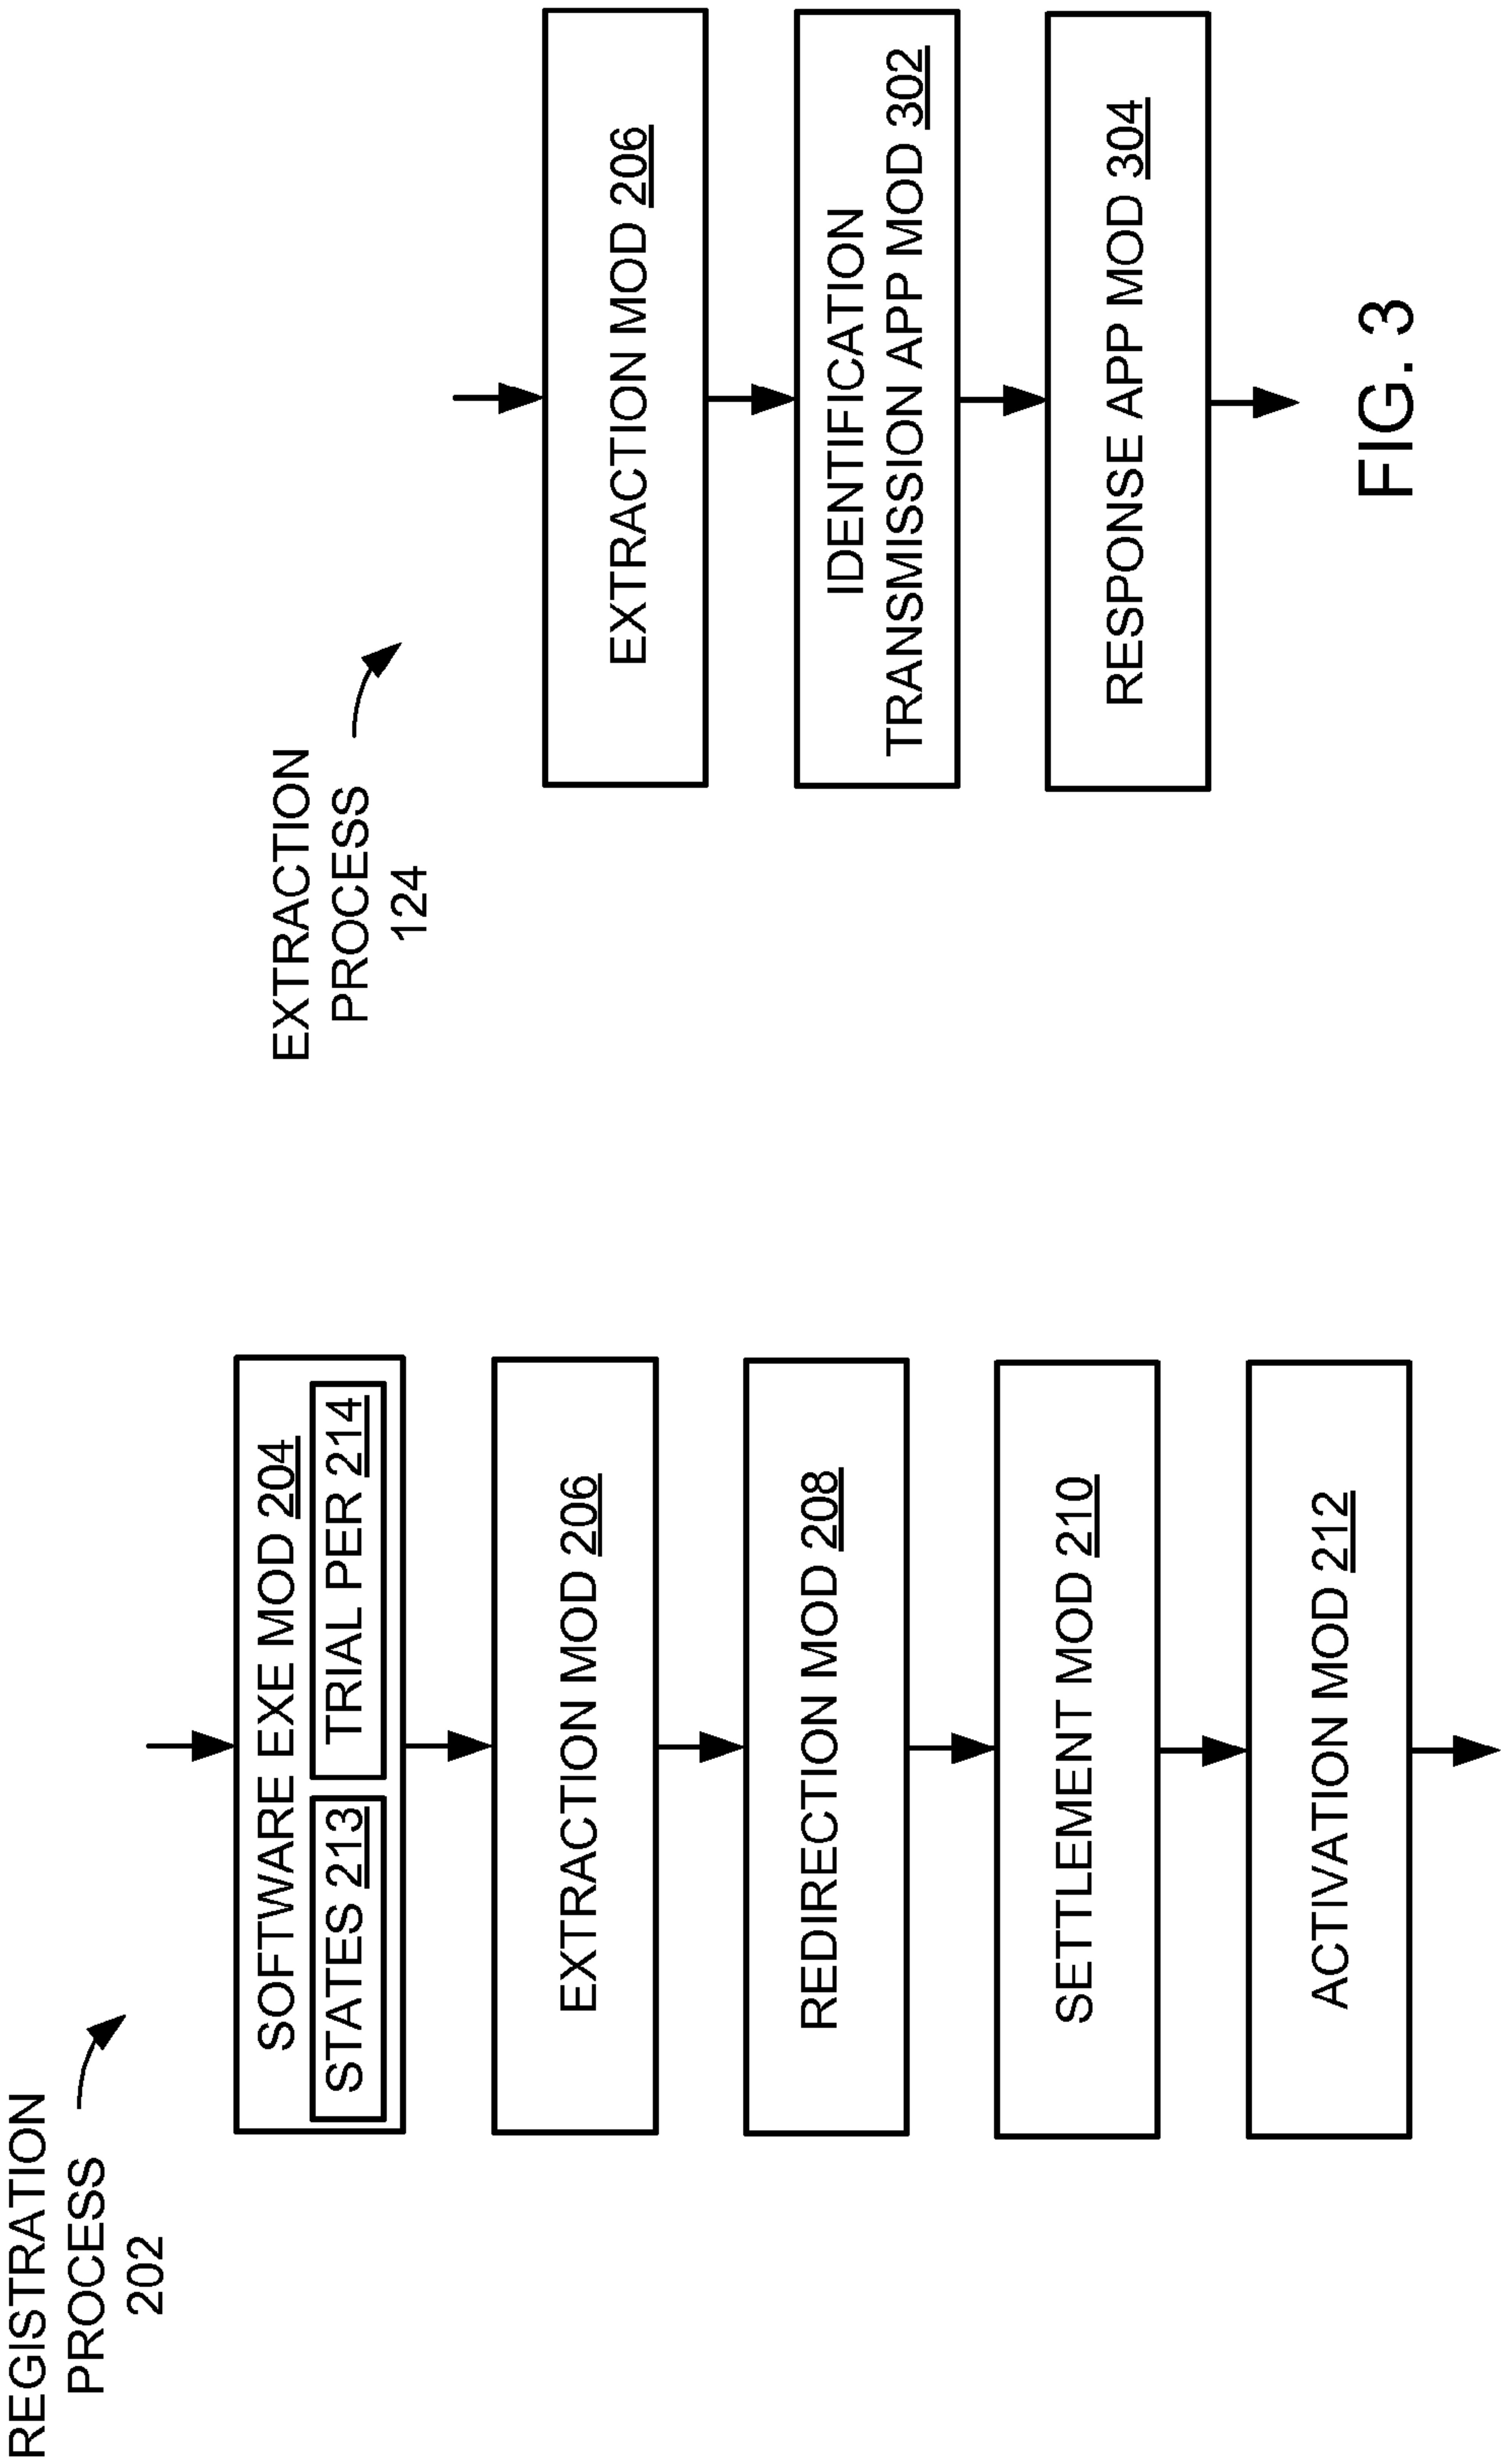 REGISTRATION
PROCESS
202
SOFTWARE EXE MOD 204
STATES 213
TRIAL PER 214
EXTRACTION MOD 206
REDIRECTION MOD 208
SETTLEMENT MOD 210
ACTIVATION MOD 212
EXTRACTION
PROCESS
124
EXTRACTION MOD 206
IDENTIFICATION
TRANSMISSION APP MOD 302
RESPONSE APP MOD 304
FIG. 3